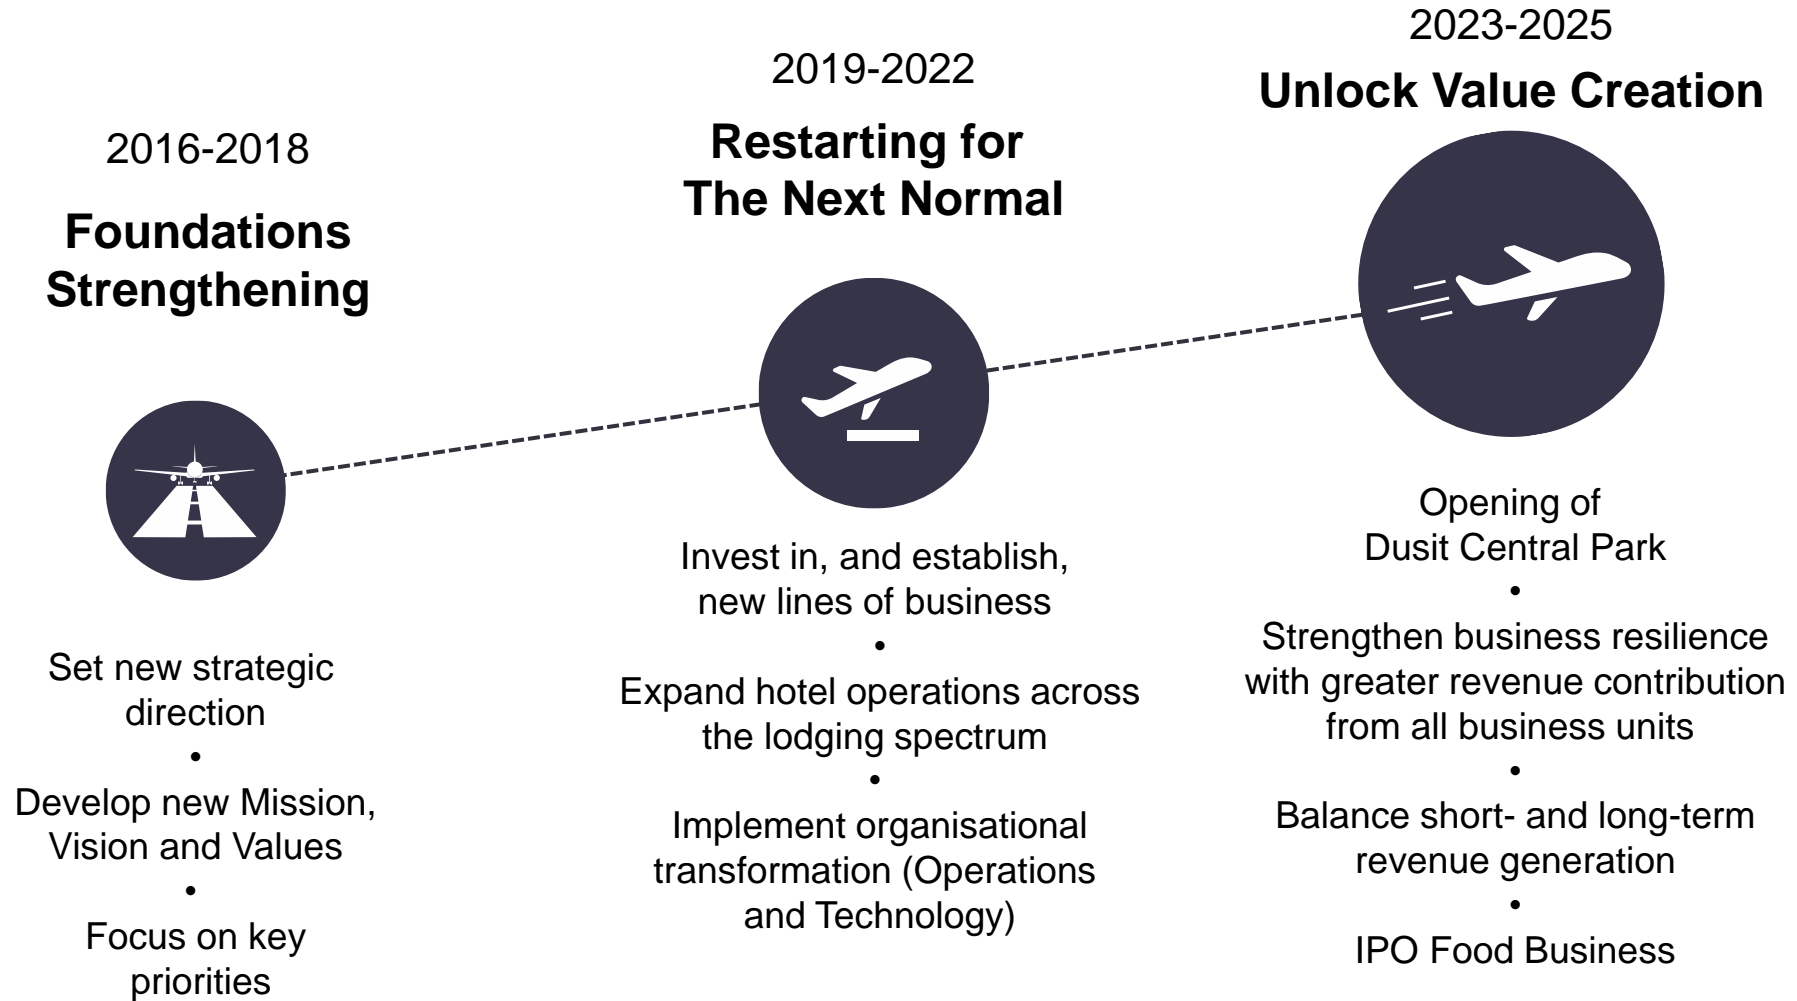 2016-2018
Foundations
Strengthening
Set new strategic
direction
•
Develop new Mission,
Vision and Values
•
Focus on key
priorities
2019-2022
Restarting for
The Next Normal
Invest in, and establish,
new lines of business
•
Expand hotel operations across
the lodging spectrum
•
Implement organisational
transformation (Operations
and Technology)
2023-2025
Unlock Value Creation
Opening of
Dusit Central Park
•
Strengthen business resilience
with greater revenue contribution
from all business units
•
Balance short- and long-term
revenue generation
•
IPO Food Business